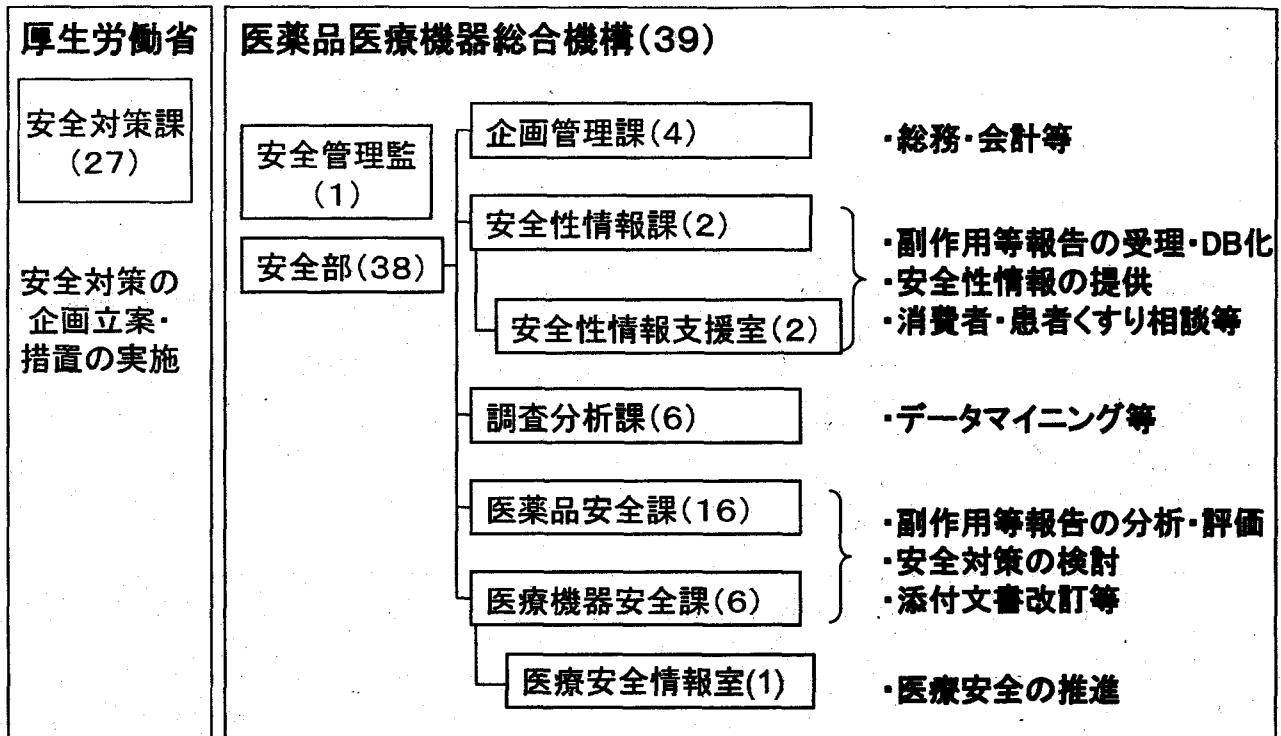 厚生労働省
安全対策課
(27)
安全対策の
企画立案・
措置の実施
医薬品医療機器総合機構(39)
安全管理監
(1)
安全部(38)
企画管理課(4)
・総務・会計等
安全性情報課(2)
安全性情報支援室(2)
・副作用等報告の受理・DB化
・安全性情報の提供
・消費者・患者くすり相談等
調査分析課(6)
・データマイニング等
医薬品安全課(16)
医療機器安全課(6)
・副作用等報告の分析・評価
・安全対策の検討
・添付文書改訂等
医療安全情報室(1)
・医療安全の推進